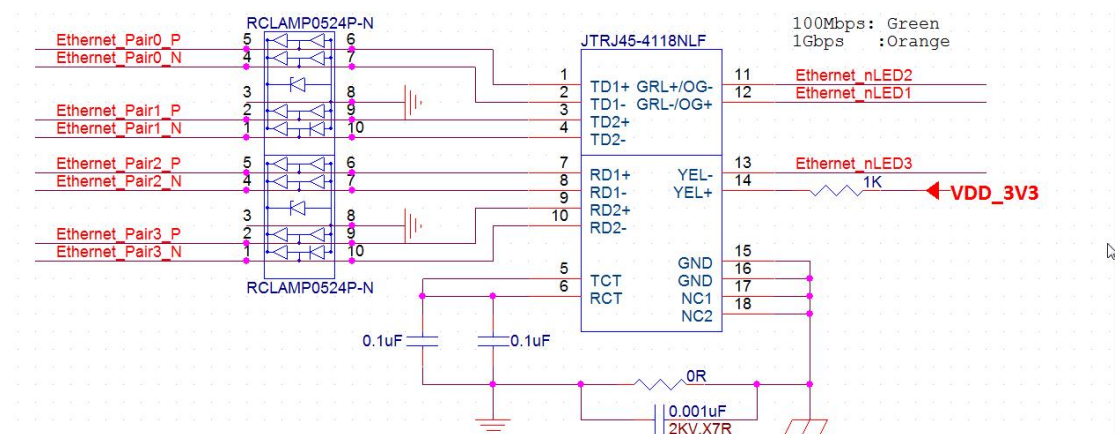 RCLAMP0524P-N
100Mbps: Green
1Gbps :Orange
JTRJ45-4118NLF
Ethernet_Pair0_P 5 6
Ethernet_Pair0_N 4 7
3 8
Ethernet_Pair1_P 2 9
Ethernet_Pair1_N 1 10
Ethernet_Pair2_P 5 6
Ethernet_Pair2_N 4 7
3 8
Ethernet_Pair3_P 2 9
Ethernet_Pair3_N 1 10
RCLAMP0524P-N
1 TD1+ GRL+/OG- 11 Ethernet_nLED2
2 TD1- GRL-/OG+ 12 Ethernet_nLED1
3 TD2+
4 TD2-
7 RD1+ YEL- 13 Ethernet_nLED3
8 RD1- YEL+ 14 1K VDD_3V3
9 RD2+
10 RD2-
5 TCT GND 15
6 RCT GND 16
NC1 17
NC2 18
0.1uF 0.1uF
0R
0.001uF
2KV,X7R